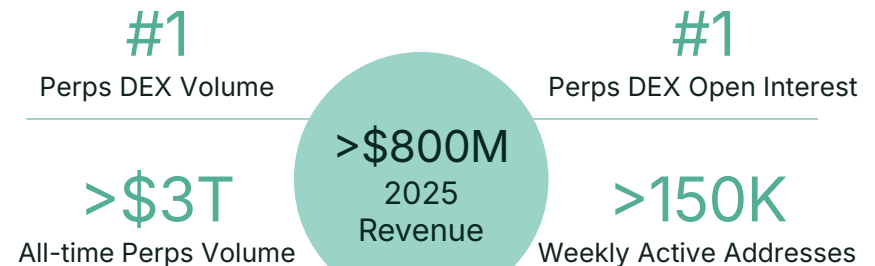 #1
Perps DEX Volume
#1
Perps DEX Open Interest
>$800M
2025
Revenue
>$3T
All-time Perps Volume
>150K
Weekly Active Addresses